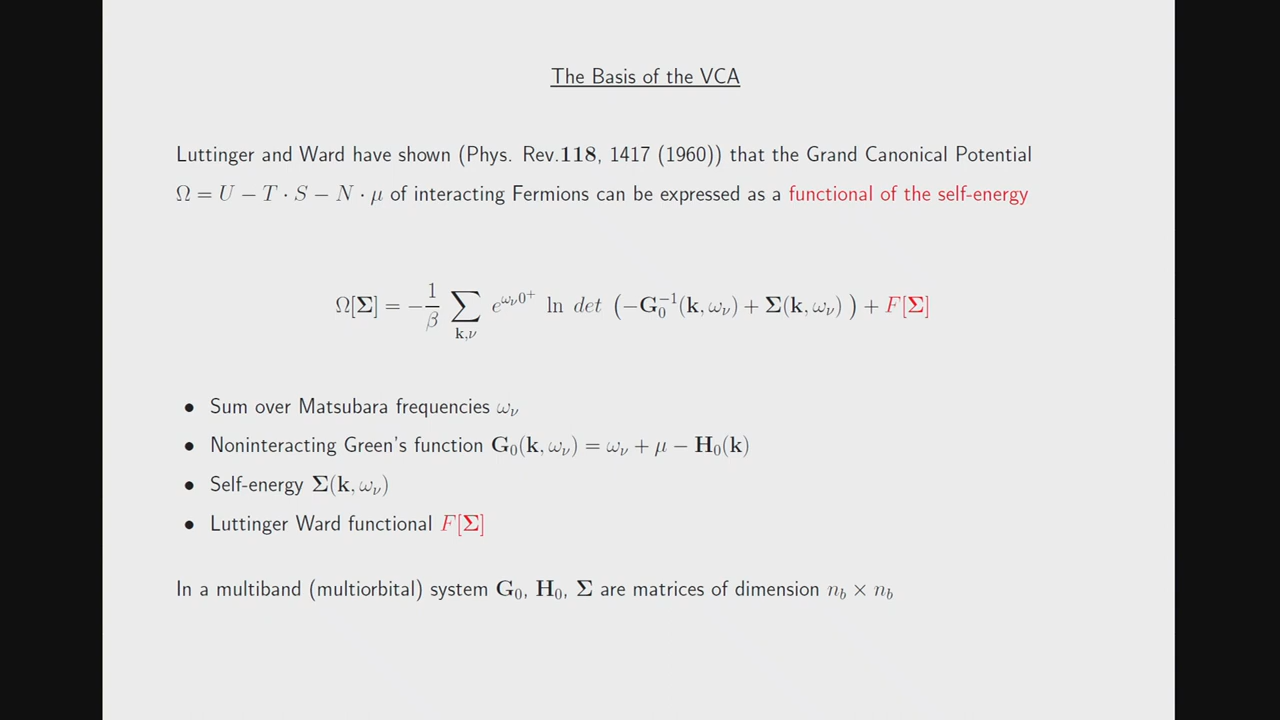 The Basis of the VCA
Luttinger and Ward have shown (Phys. Rev.118, 1417 (1960)) that the Grand Canonical Potential
Ω = U − T · S − N · μ of interacting Fermions can be expressed as a functional of the self-energy
Ω[Σ] = −\frac{1}{β} \sum_{k,ν} e^{ω_ν 0^+} ln det (−G_0^{−1}(k, ω_ν) + Σ(k, ω_ν) ) + F[Σ]
• Sum over Matsubara frequencies ω_ν
• Noninteracting Green's function G_0(k, ω_ν) = ω_ν + μ − H_0(k)
• Self-energy Σ(k, ω_ν)
• Luttinger Ward functional F[Σ]
In a multiband (multiorbital) system G_0, H_0, Σ are matrices of dimension n_b × n_b